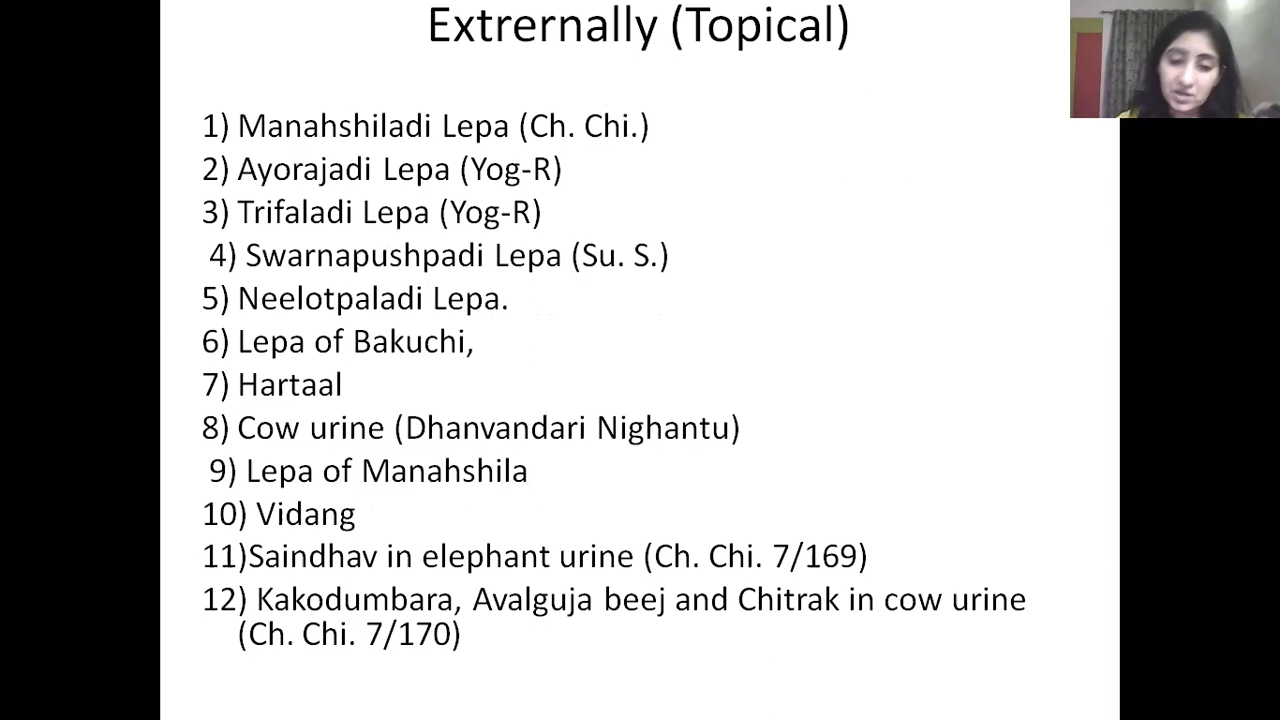 Extrernally (Topical)
1) Manahshiladi Lepa (Ch. Chi.)
2) Ayorajadi Lepa (Yog-R)
3) Trifaladi Lepa (Yog-R)
4) Swarnapushpadi Lepa (Su. S.)
5) Neelotpaladi Lepa.
6) Lepa of Bakuchi,
7) Hartaal
8) Cow urine (Dhanvandari Nighantu)
9) Lepa of Manahshila
10) Vidang
11)Saindhav in elephant urine (Ch. Chi. 7/169)
12) Kakodumbara, Avalguja beej and Chitrak in cow urine
(Ch. Chi. 7/170)